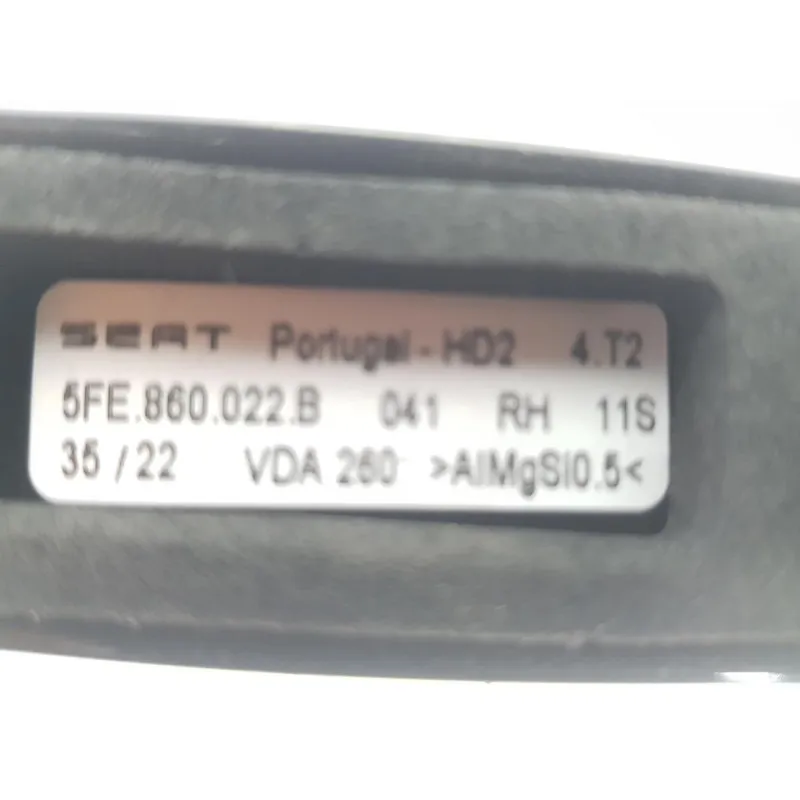 SEAT Portugal - HD2 4.T2
5FE.860.022.B 041 RH 11S
35 / 22 VDA 260 >AlMgSi0.5<